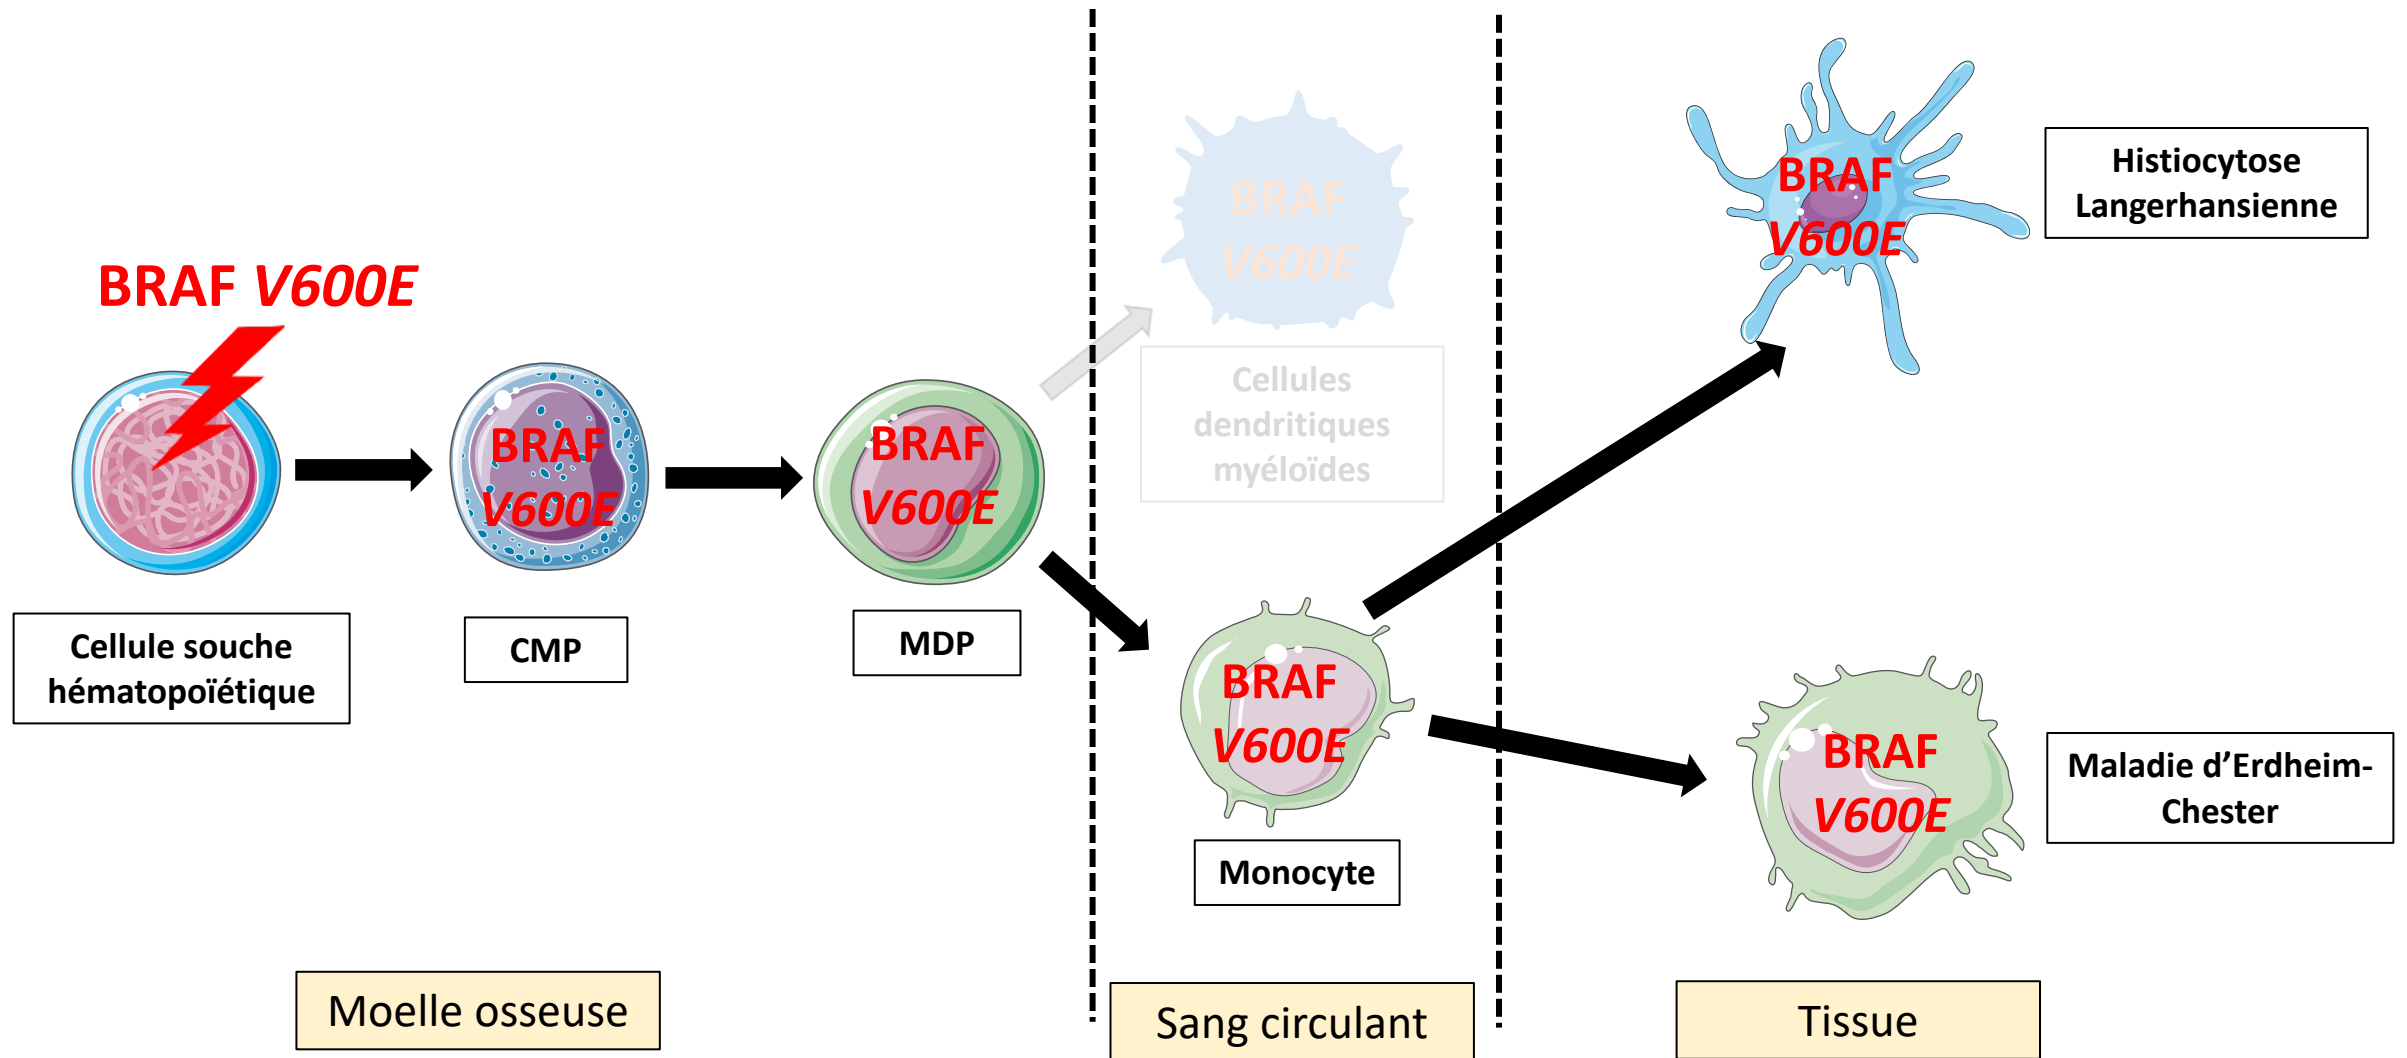 BRAF V600E
Cellule souche
hématopoïétique
BRAF
V600E
CMP
BRAF
V600E
MDP
BRAF
V600E
Cellules
dendritiques
myéloïdes
BRAF
V600E
Monocyte
BRAF
V600E
Histiocytose
Langerhansienne
BRAF
V600E
Maladie d’Erdheim-
Chester
Moelle osseuse
Sang circulant
Tissue